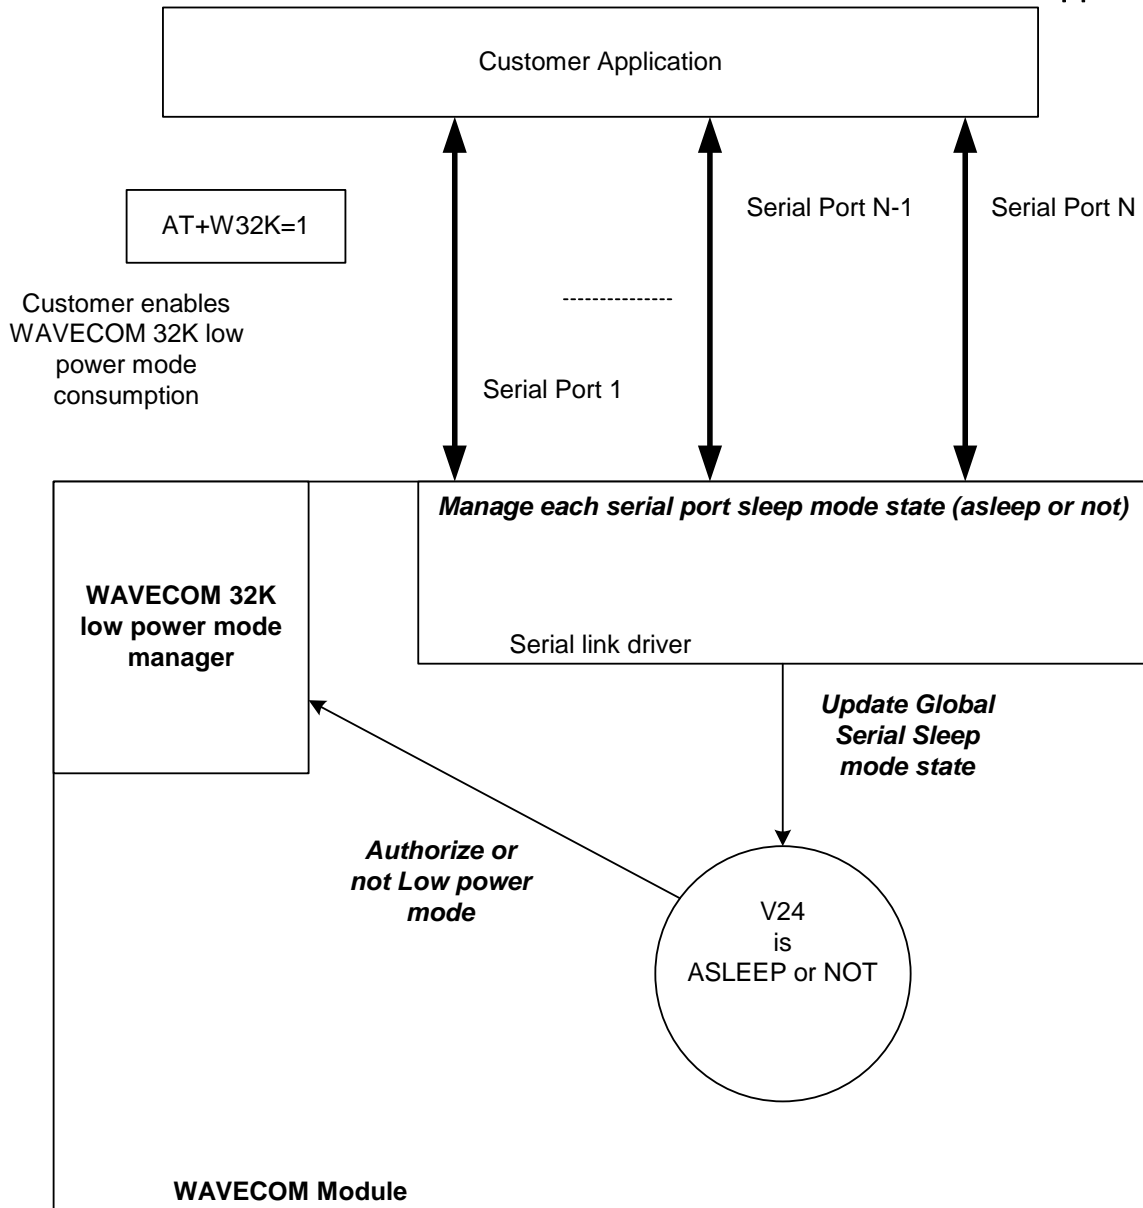 Customer Application
AT+W32K=1
Serial Port N-1
Serial Port N
Customer enables
WAVECOM 32K low
power mode
consumption
Serial Port 1
Manage each serial port sleep mode state (asleep or not)
WAVECOM 32K
low power mode
manager
Serial link driver
Update Global
Serial Sleep
mode state
Authorize or
not Low power
mode
V24
is
ASLEEP or NOT
WAVECOM Module